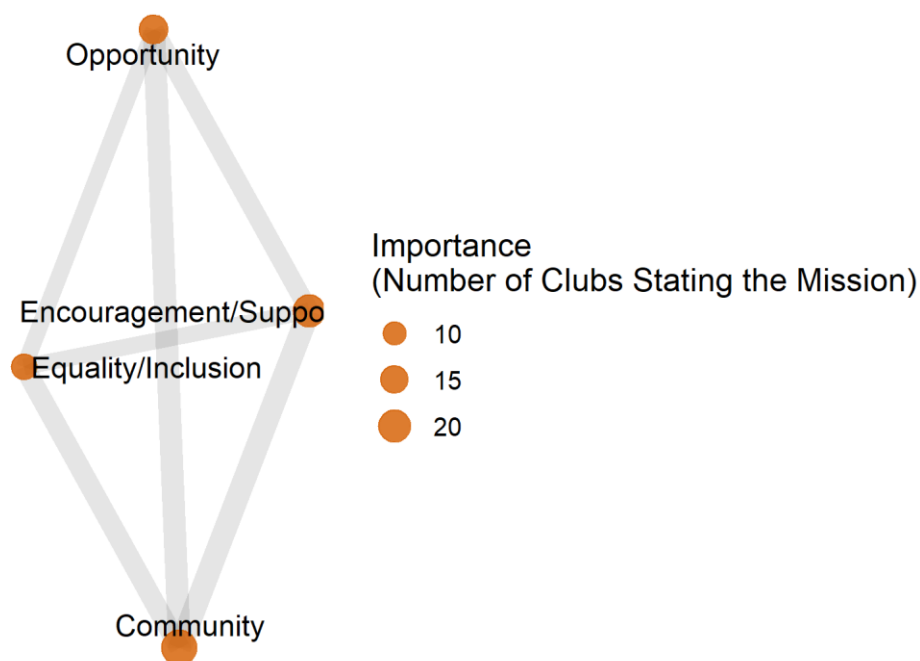 Opportunity
Encouragement/Suppo
Equality/Inclusion
Community
Importance
(Number of Clubs Stating the Mission)
10
15
20